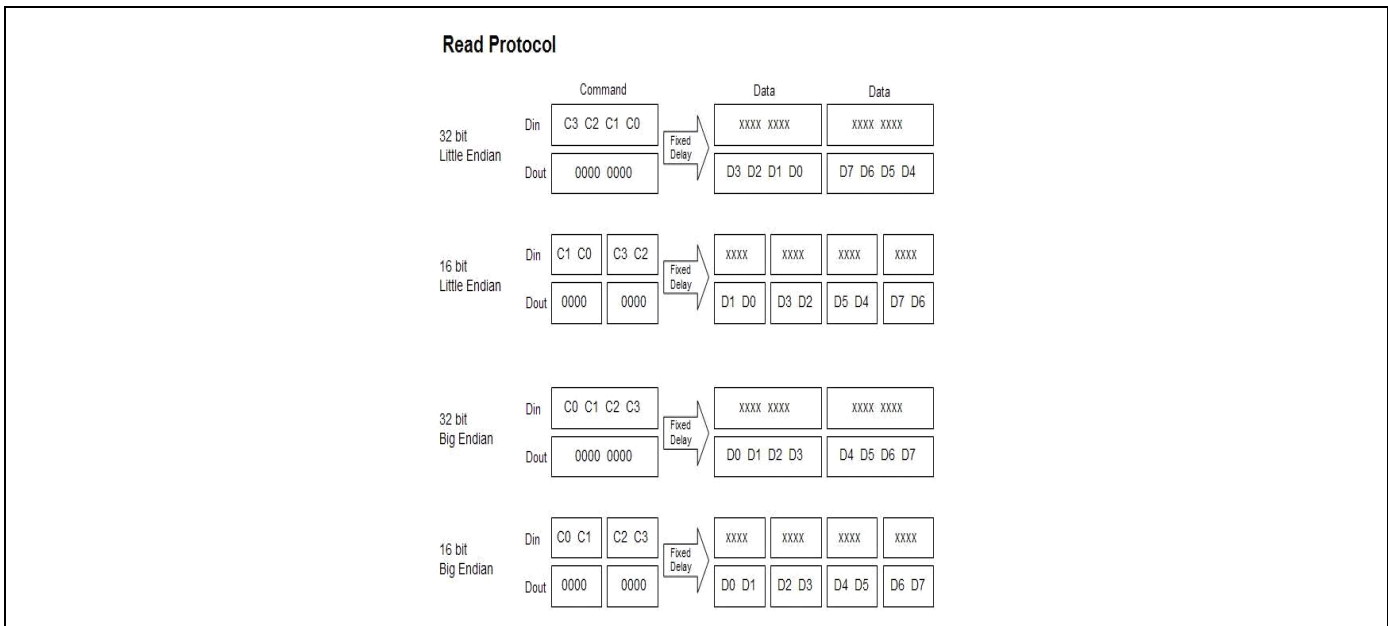 Read Protocol
Command Data Data
32 bit
Little Endian
Din C3 C2 C1 C0 XXXX XXXX XXXX XXXX
Fixed
Delay
Dout 0000 0000 D3 D2 D1 D0 D7 D6 D5 D4
16 bit
Little Endian
Din C1 C0 C3 C2 XXXX XXXX XXXX XXXX
Fixed
Delay
Dout 0000 0000 D1 D0 D3 D2 D5 D4 D7 D6
32 bit
Big Endian
Din C0 C1 C2 C3 XXXX XXXX XXXX XXXX
Fixed
Delay
Dout 0000 0000 D0 D1 D2 D3 D4 D5 D6 D7
16 bit
Big Endian
Din C0 C1 C2 C3 XXXX XXXX XXXX XXXX
Fixed
Delay
Dout 0000 0000 D0 D1 D2 D3 D4 D5 D6 D7